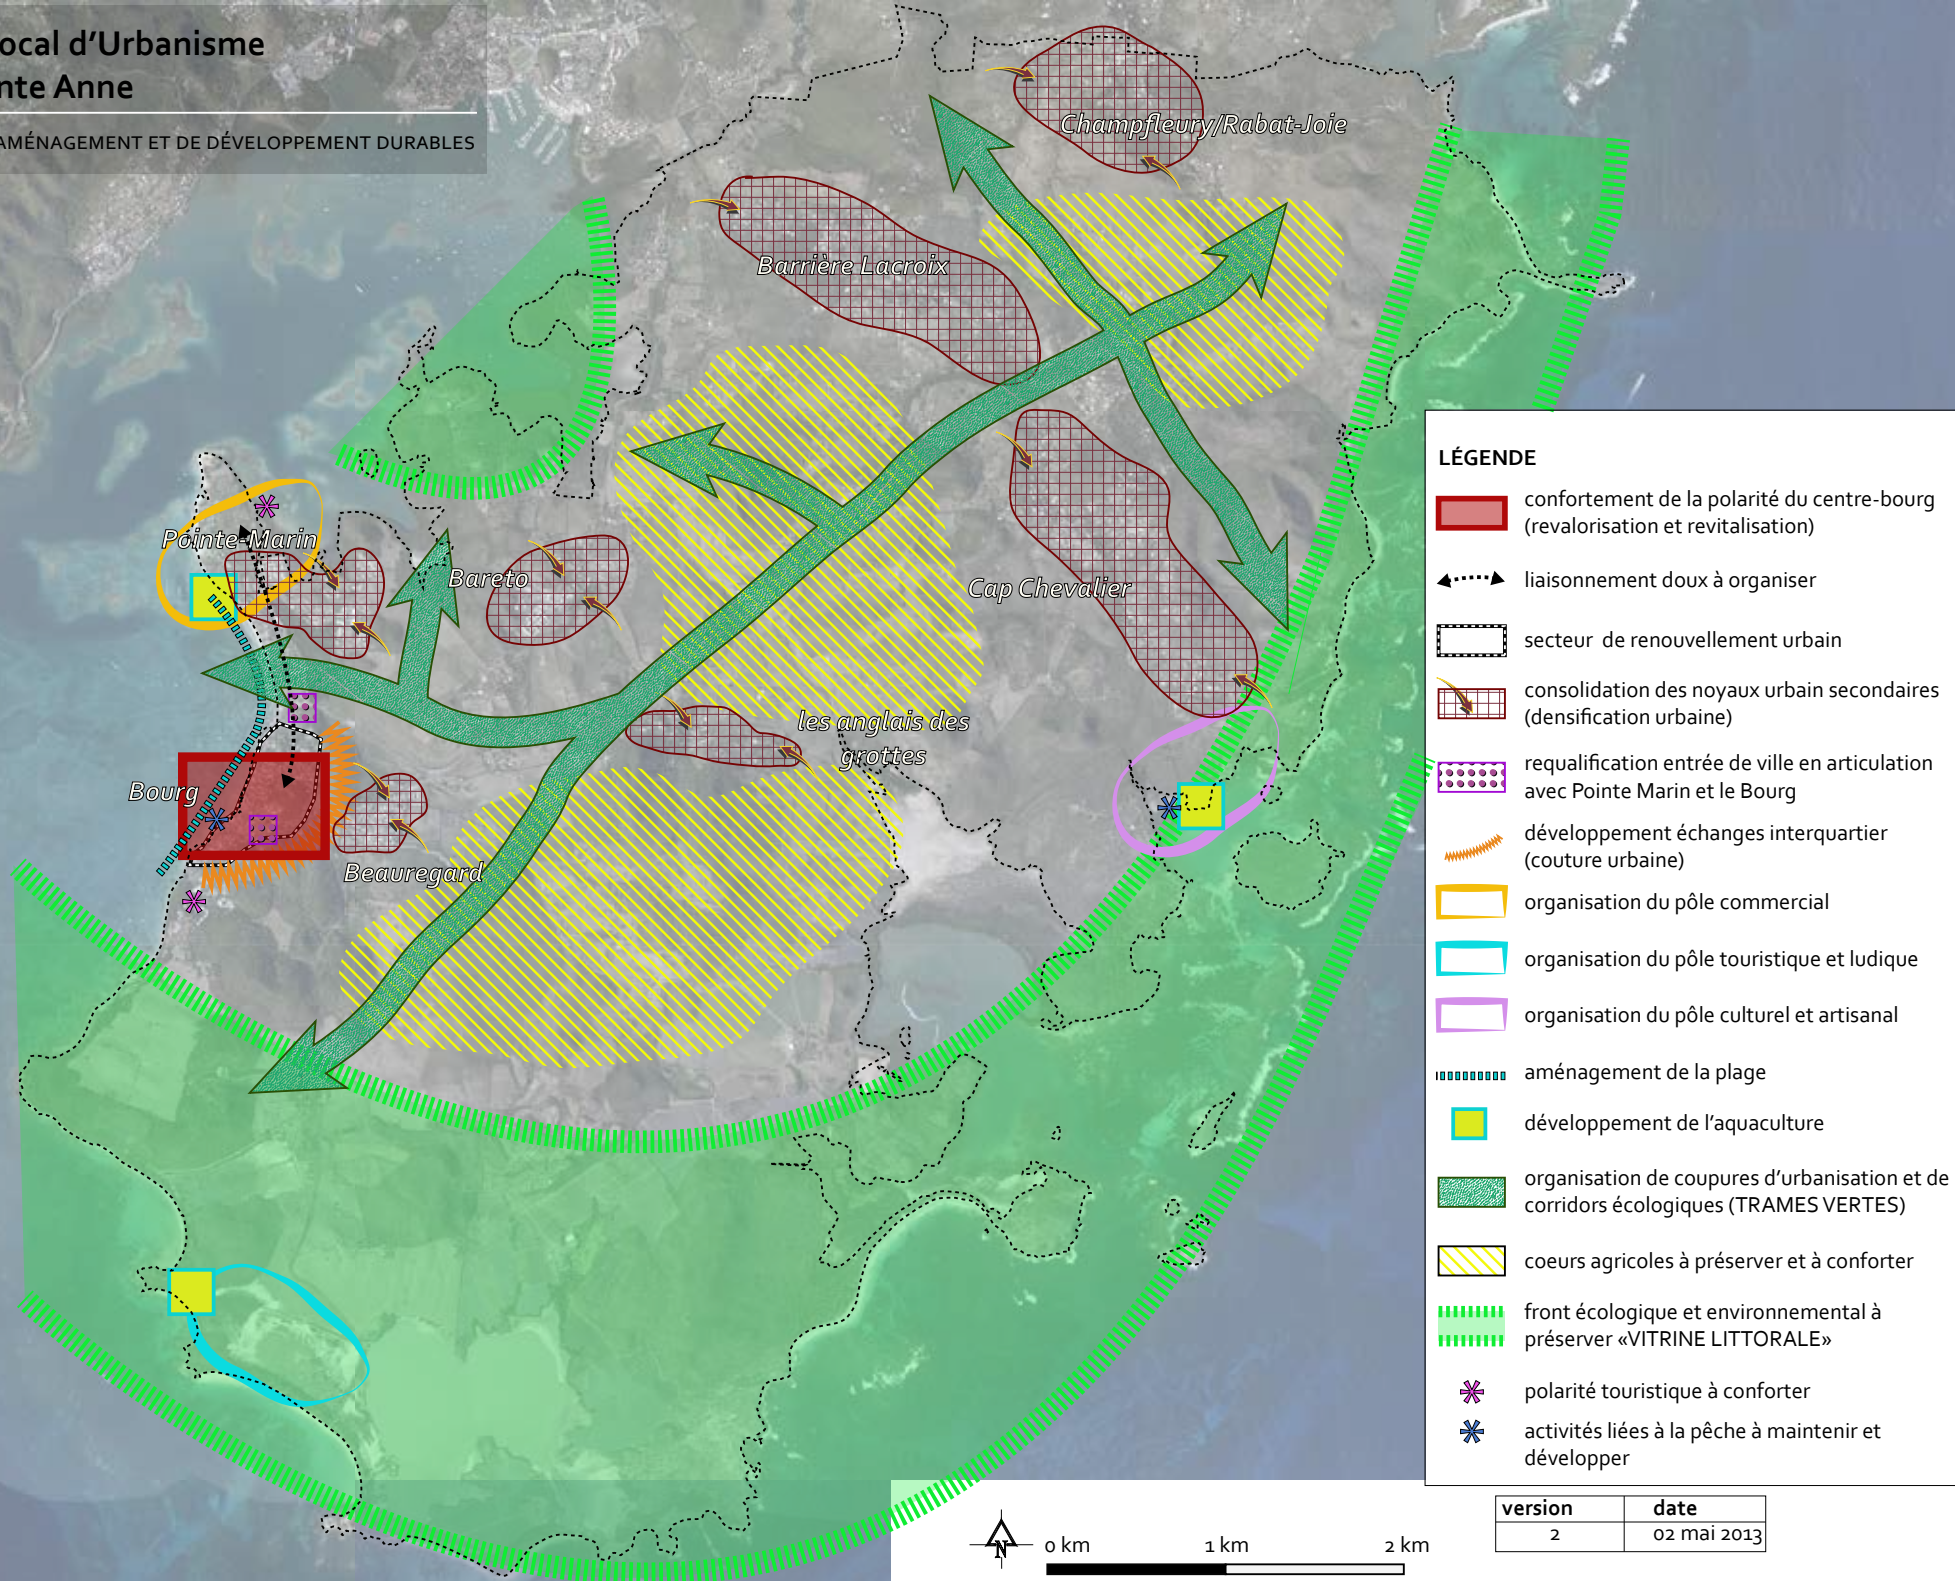 ocal d'Urbanisme
nte Anne
AMÉNAGEMENT ET DE DÉVELOPPEMENT DURABLES
Champfleury/Rabat-Joie
Barrière Lacroix
Pointe-Marin
Bareto
Cap Chevalier
les anglais des
grottes
Bourg
Beauregard
LÉGENDE
confortement de la polarité du centre-bourg
(revalorisation et revitalisation)
liaisonnement doux à organiser
secteur de renouvellement urbain
consolidation des noyaux urbain secondaires
(densification urbaine)
requalification entrée de ville en articulation
avec Pointe Marin et le Bourg
développement échanges interquartier
(couture urbaine)
organisation du pôle commercial
organisation du pôle touristique et ludique
organisation du pôle culturel et artisanal
aménagement de la plage
développement de l'aquaculture
organisation de coupures d'urbanisation et de
corridors écologiques (TRAMES VERTES)
coeurs agricoles à préserver et à conforter
front écologique et environnemental à
préserver «VITRINE LITTORALE»
polarité touristique à conforter
activités liées à la pêche à maintenir et
développer
N
0 km 1 km 2 km
version date
2 02 mai 2013